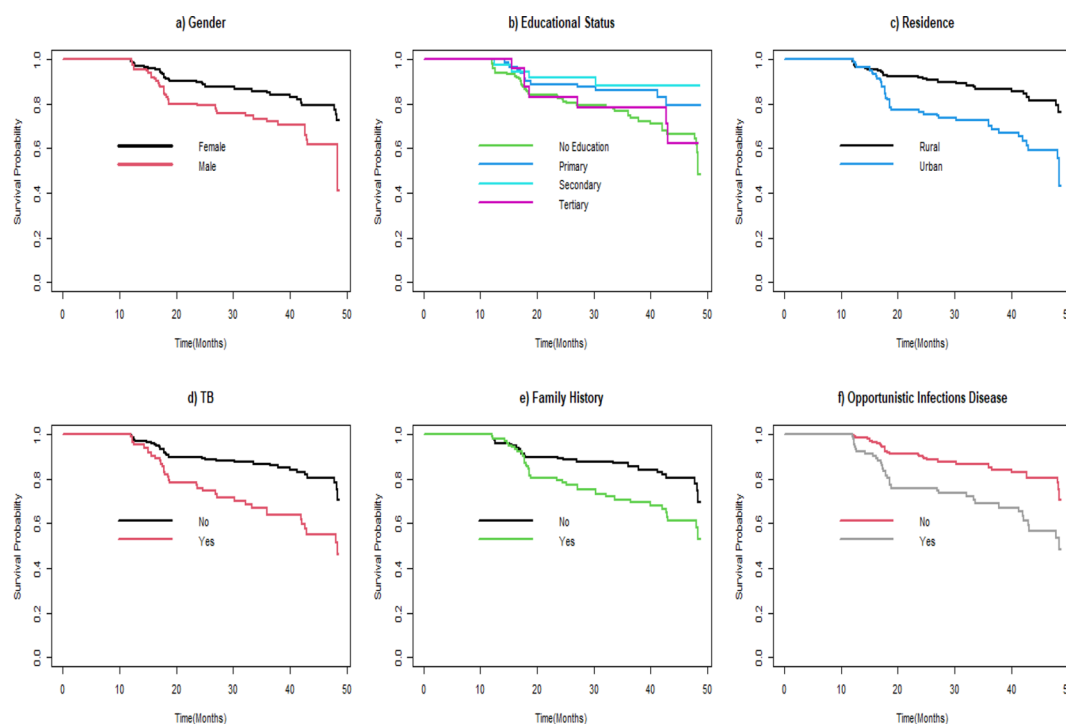 a) Gender
b) Educational Status
c) Residence
Survival Probability
0.0 0.2 0.4 0.6 0.8 1.0
Female
Male
0 10 20 30 40 50
Time(Months)
Survival Probability
0.0 0.2 0.4 0.6 0.8 1.0
No Education
Primary
Secondary
Tertiary
0 10 20 30 40 50
Time(Months)
Survival Probability
0.0 0.2 0.4 0.6 0.8 1.0
Rural
Urban
0 10 20 30 40 50
Time(Months)
d) TB
e) Family History
f) Opportunistic Infections Disease
Survival Probability
0.0 0.2 0.4 0.6 0.8 1.0
No
Yes
0 10 20 30 40 50
Time(Months)
Survival Probability
0.0 0.2 0.4 0.6 0.8 1.0
No
Yes
0 10 20 30 40 50
Time(Months)
Survival Probability
0.0 0.2 0.4 0.6 0.8 1.0
No
Yes
0 10 20 30 40 50
Time(Months)